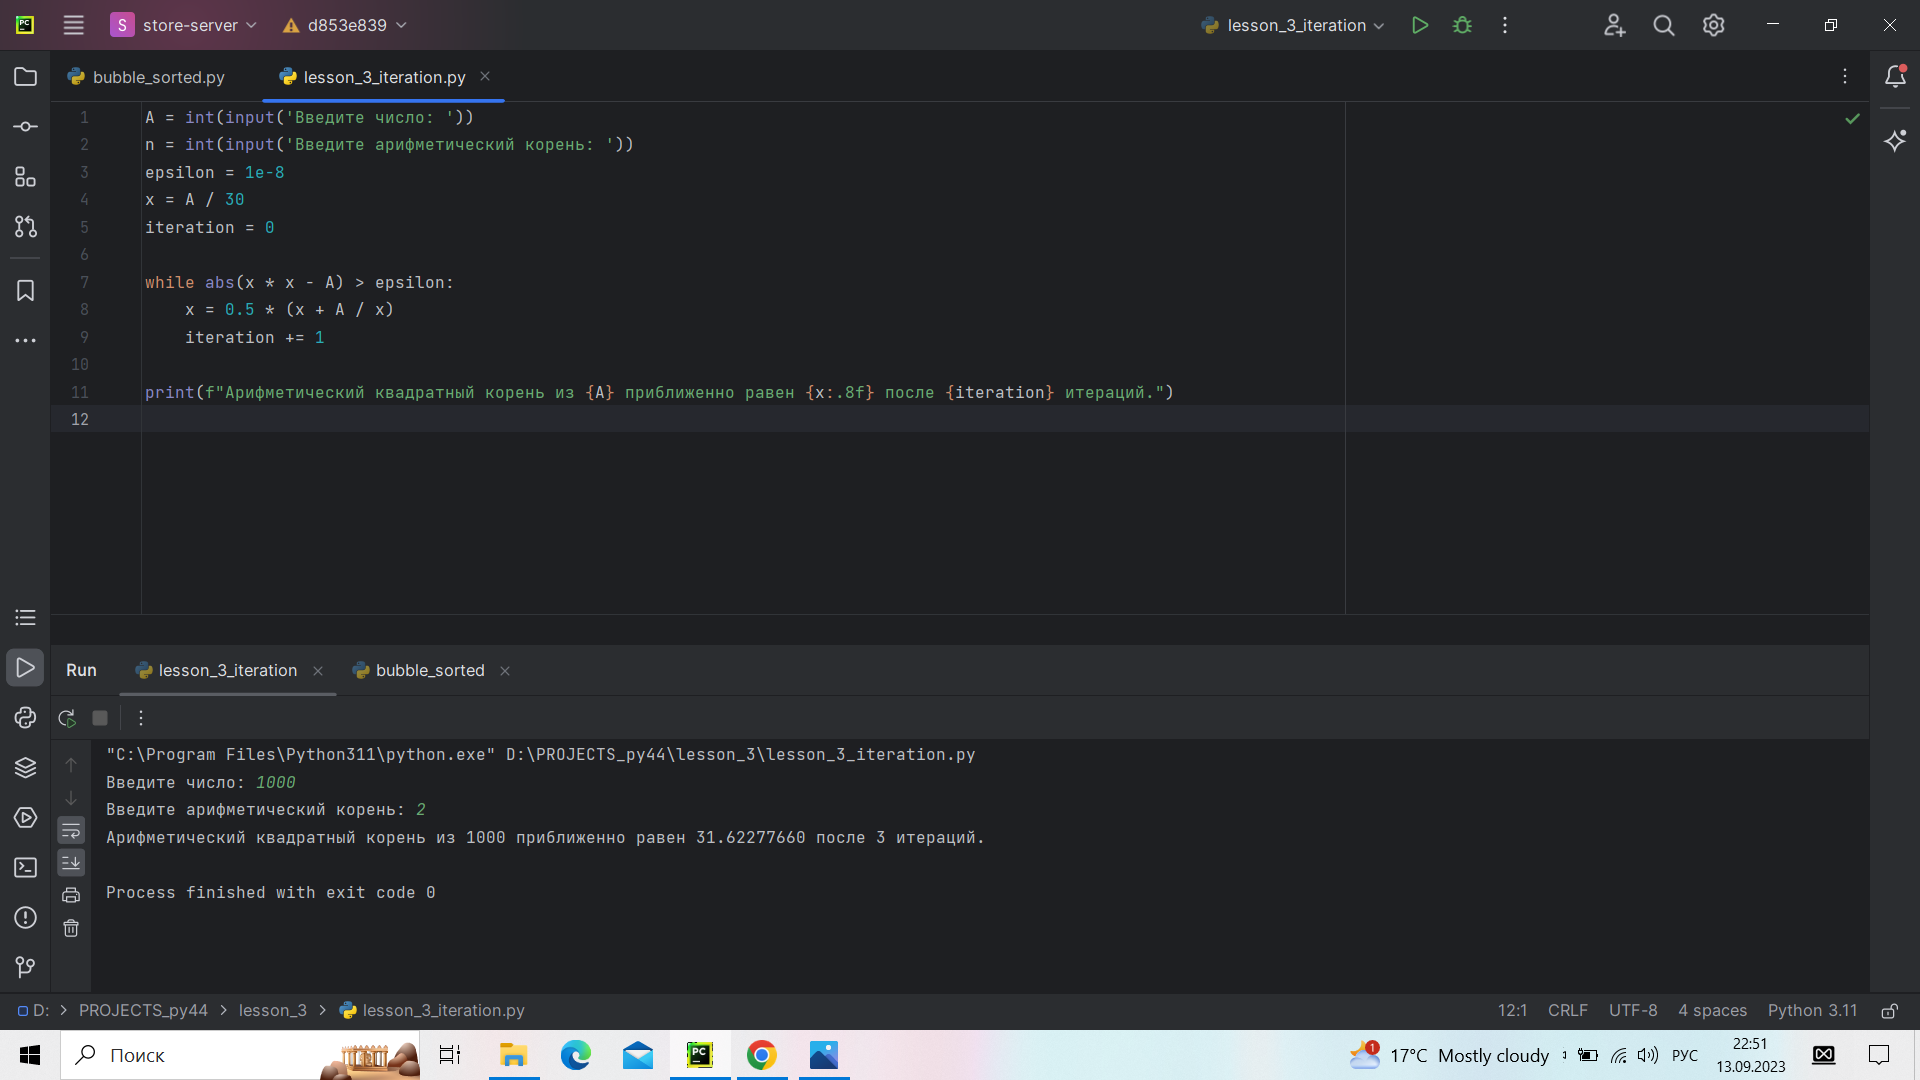 PC
S store-server d853e839 lesson_3_iteration
bubble_sorted.py lesson_3_iteration.py
1 A = int(input('Введите число: '))
2 n = int(input('Введите арифметический корень: '))
3 epsilon = 1e-8
4 x = A / 30
5 iteration = 0
6
7 while abs(x * x - A) > epsilon:
8 x = 0.5 * (x + A / x)
9 iteration += 1
10
11 print(f"Арифметический квадратный корень из {A} приближенно равен {x:.8f} после {iteration} итераций.")
12
Run lesson_3_iteration bubble_sorted
"C:\Program Files\Python311\python.exe" D:\PROJECTS_py44\lesson_3\lesson_3_iteration.py
Введите число: 1000
Введите арифметический корень: 2
Арифметический квадратный корень из 1000 приближенно равен 31.62277660 после 3 итераций.
Process finished with exit code 0
D: > PROJECTS_py44 > lesson_3 > lesson_3_iteration.py 12:1 CRLF UTF-8 4 spaces Python 3.11
Поиск PC 1 17°C Mostly cloudy РУС 22:51
13.09.2023